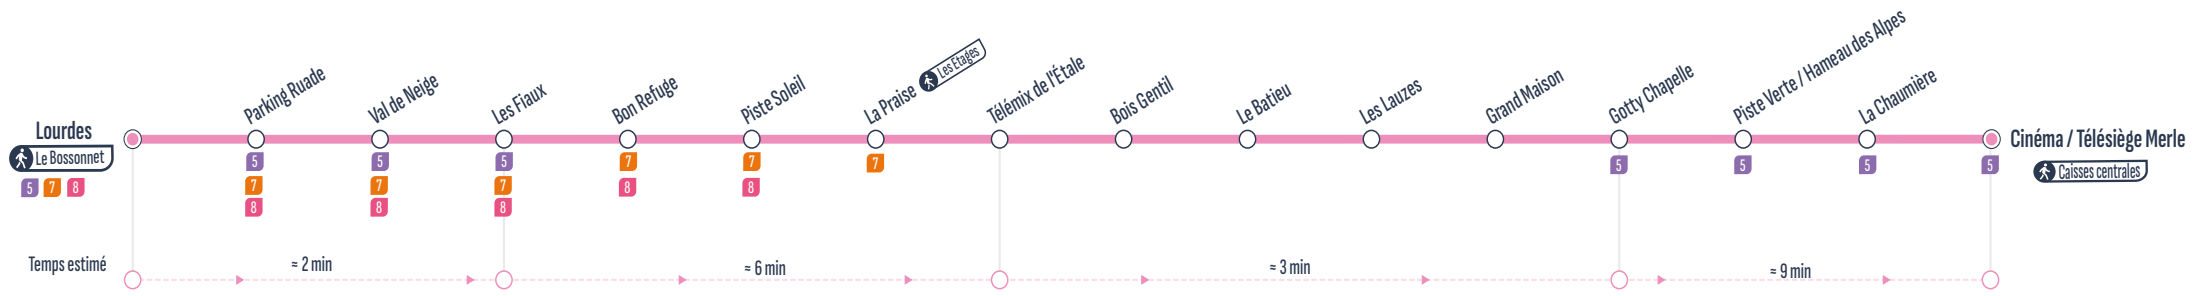 Lourdes
Le Bossonnet
5 7 8
Parking Ruade
5
7
8
Val de Neige
5
7
8
Les Fiaux
5
7
8
Bon Refuge
7
8
Piste Soleil
7
8
La Praise
Les Etages
7
Télémix de l'Étale
Bois Gentil
Le Batieu
Les Lauzes
Grand Maison
Gotty Chapelle
5
Piste Verte / Hameau des Alpes
5
La Chaumière
5
Cinéma / Télésiège Merle
Caisses centrales
5
Temps estimé
≈ 2 min
≈ 6 min
≈ 3 min
≈ 9 min